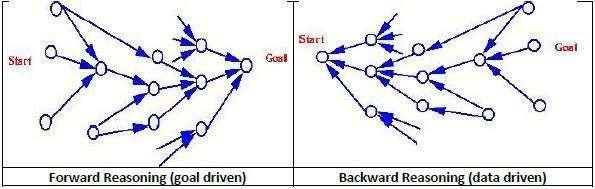 Start
Goal
Start
Goal
Forward Reasoning (goal driven)
Backward Reasoning (data driven)